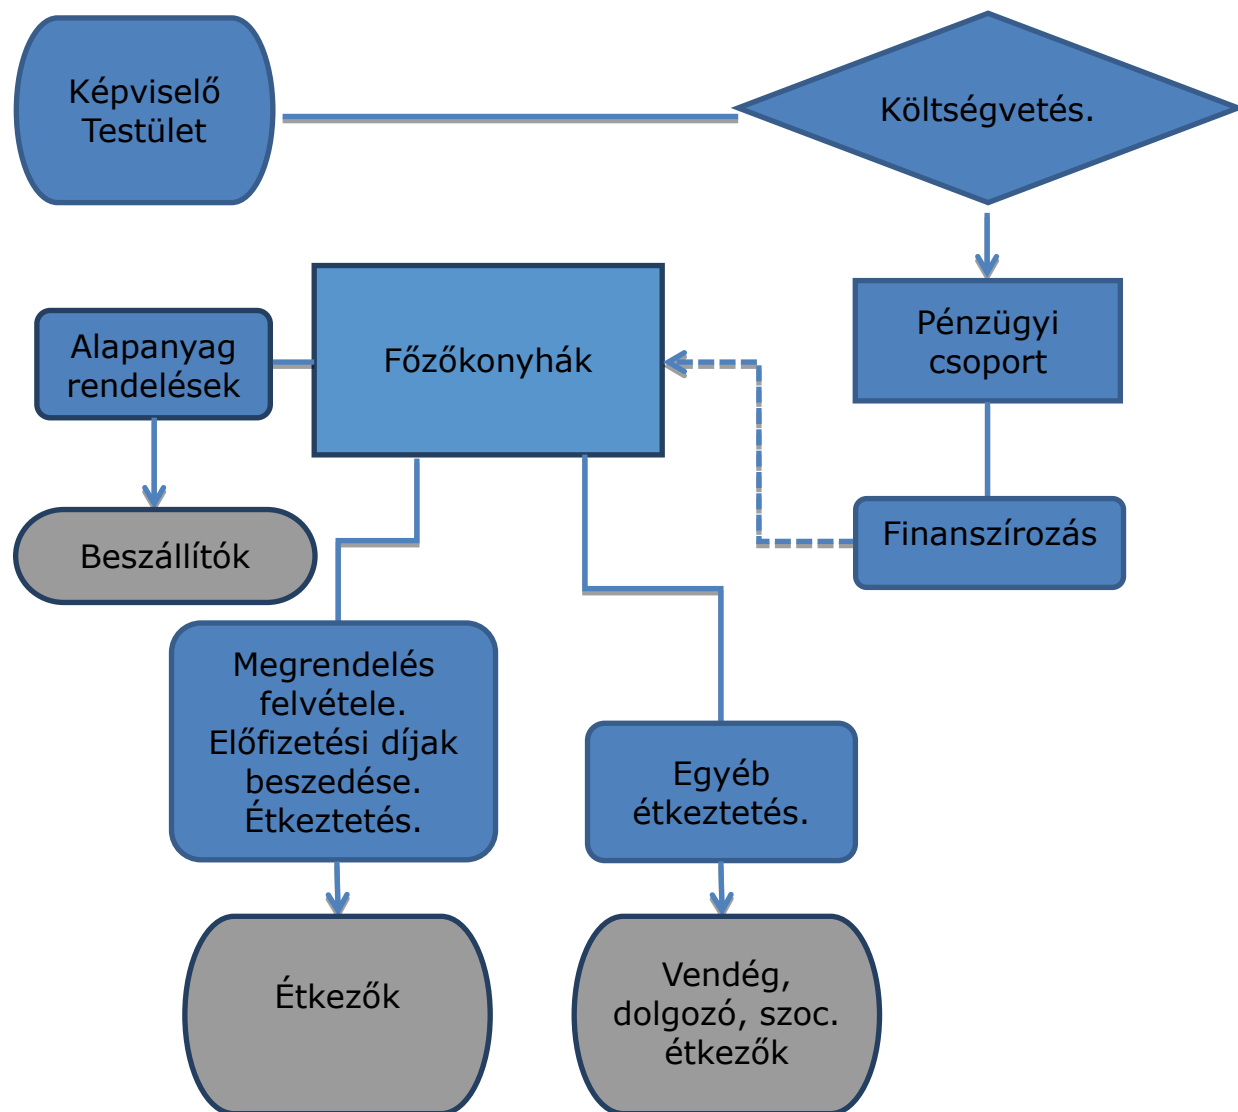 Képviselő
Testület
Költségvetés.
Alapanyag
rendelések
Főzőkonyhák
Pénzügyi
csoport
Beszállítók
Finanszírozás
Megrendelés
felvétele.
Előfizetési díjak
beszedése.
Étkeztetés.
Egyéb
étkeztetés.
Étkezők
Vendég,
dolgozó, szoc.
étkezők